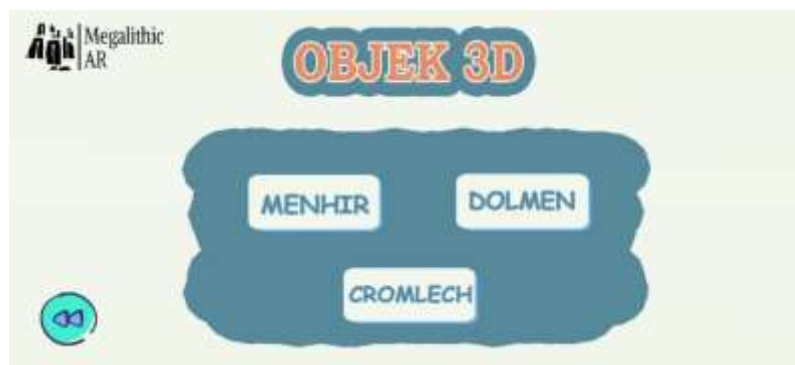 Megalithic
AR
OBJEK 3D
MENHIR
DOLMEN
CROMLECH